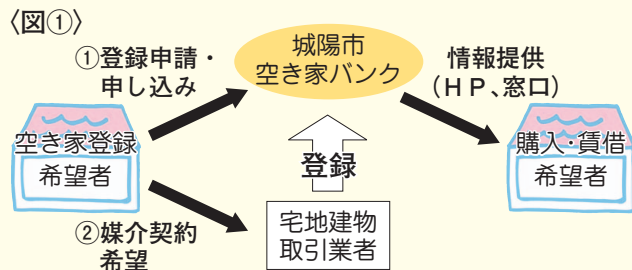 〈図①〉
①登録申請・
申し込み
城陽市
空き家バンク
情報提供
（ＨＰ、窓口）
空き家登録
希望者
登録
購入・賃借
希望者
②媒介契約
希望
宅地建物
取引業者